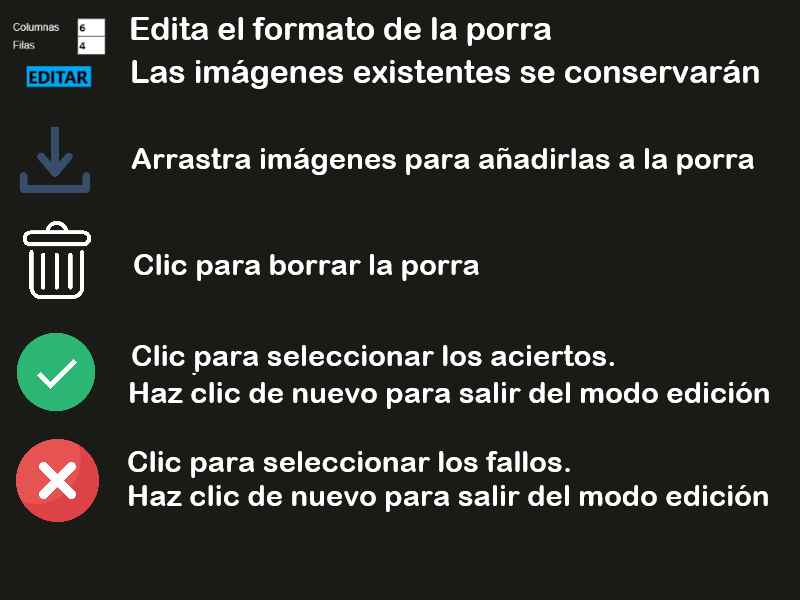 Columnas 6
Filas 4
EDITAR
Edita el formato de la porra
Las imágenes existentes se conservarán
Arrastra imágenes para añadirlas a la porra
Clic para borrar la porra
Clic para seleccionar los aciertos.
Haz clic de nuevo para salir del modo edición
Clic para seleccionar los fallos.
Haz clic de nuevo para salir del modo edición